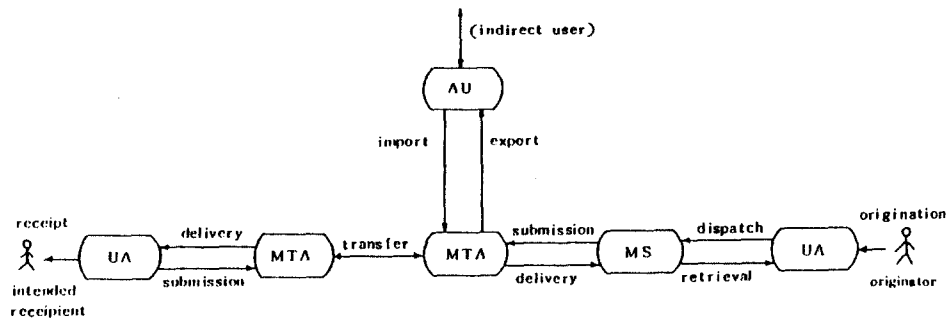 (indirect user)
AU
import
export
receipt
origination
delivery
submission
dispatch
transfer
UA
MTA
MTA
MS
UA
submission
delivery
retrieval
intended
receipient
originator